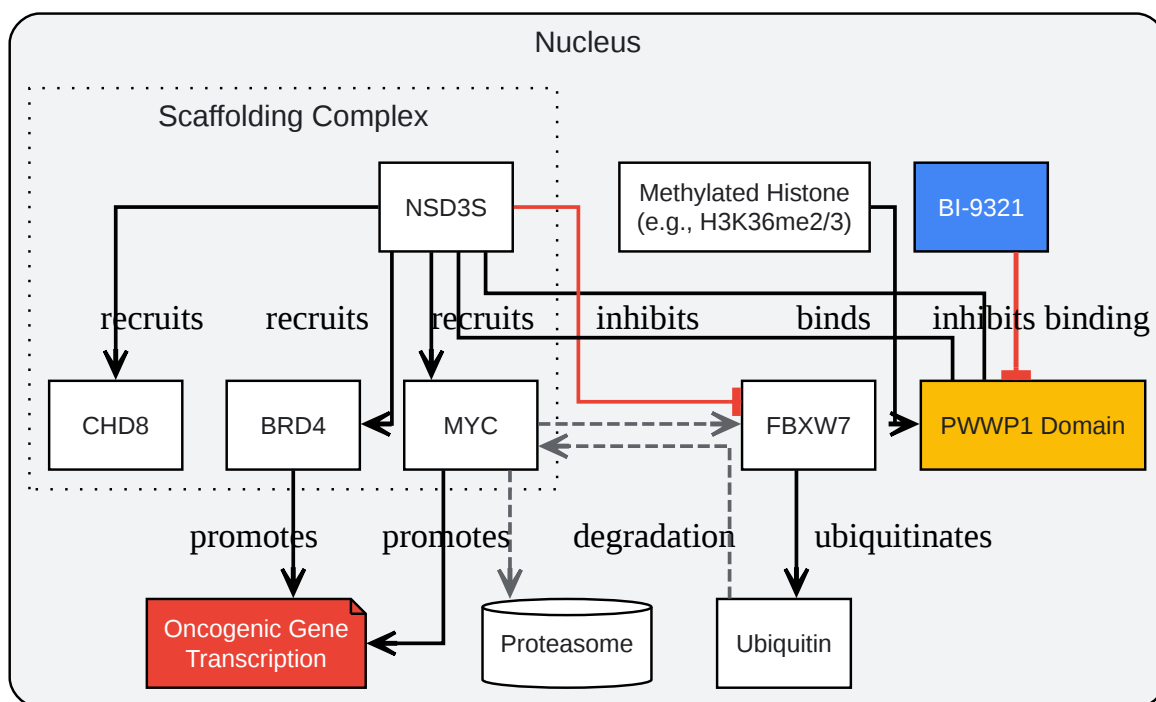 Nucleus
Scaffolding Complex
NSD3S
Methylated Histone
(e.g., H3K36me2/3)
BI-9321
recruits
recruits
recruits
inhibits
binds
inhibits binding
CHD8
BRD4
MYC
FBXW7
PWWP1 Domain
promotes
promotes
degradation
ubiquitinates
Oncogenic Gene
Transcription
Proteasome
Ubiquitin